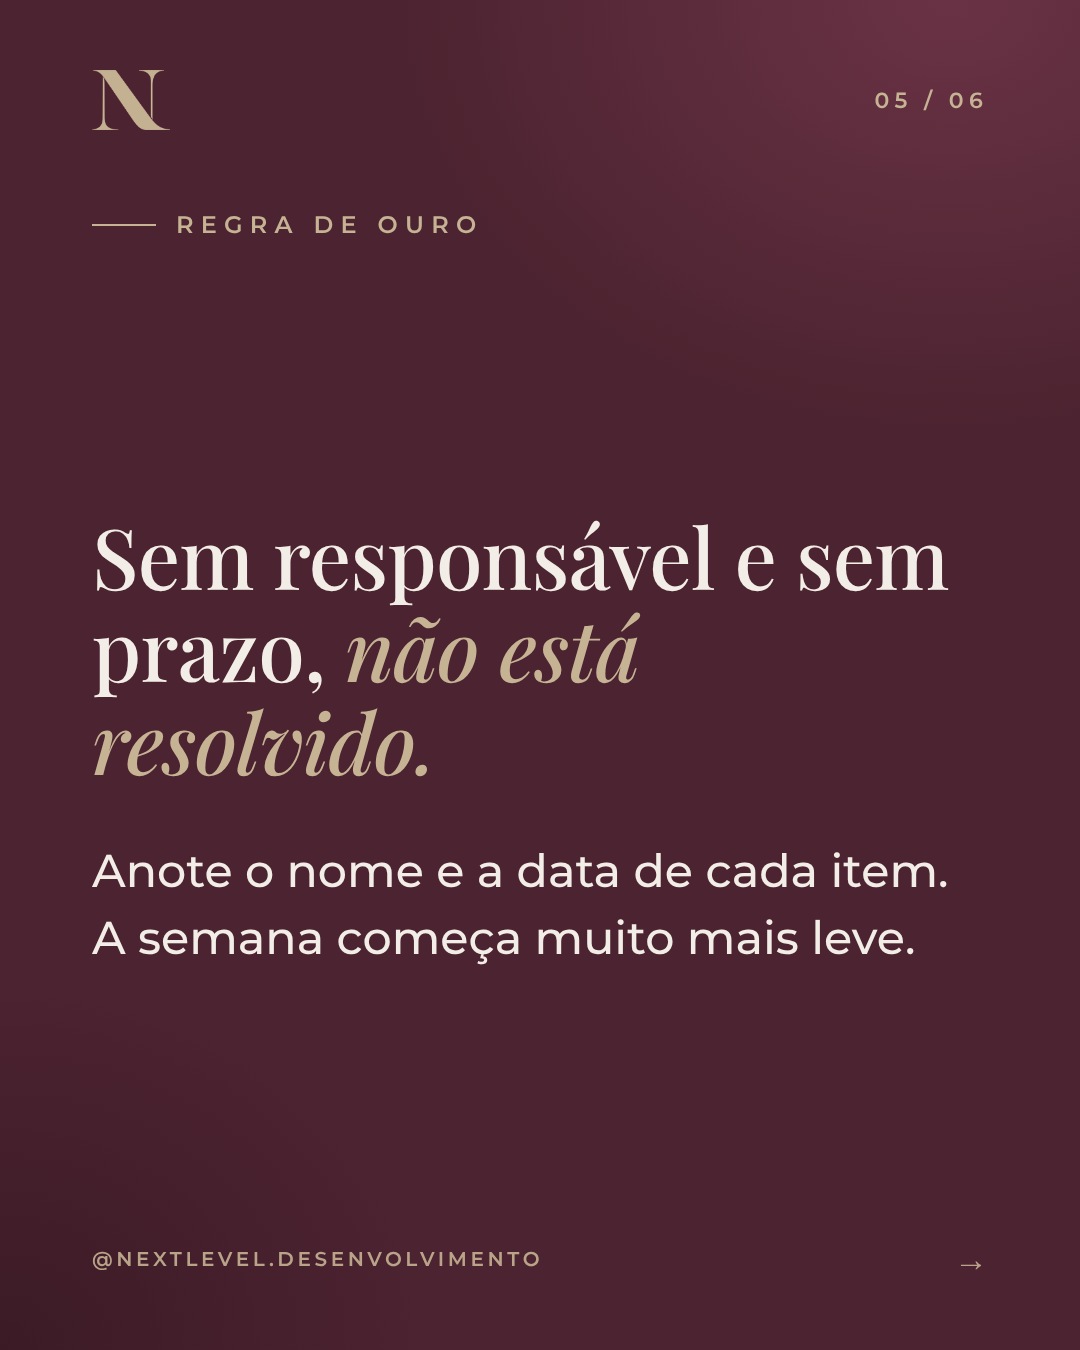 N
05 / 06
REGRA DE OURO
Sem responsável e sem
prazo, não está
resolvido.
Anote o nome e a data de cada item.
A semana começa muito mais leve.
@NEXTLEVEL.DESENVOLVIMENTO
→